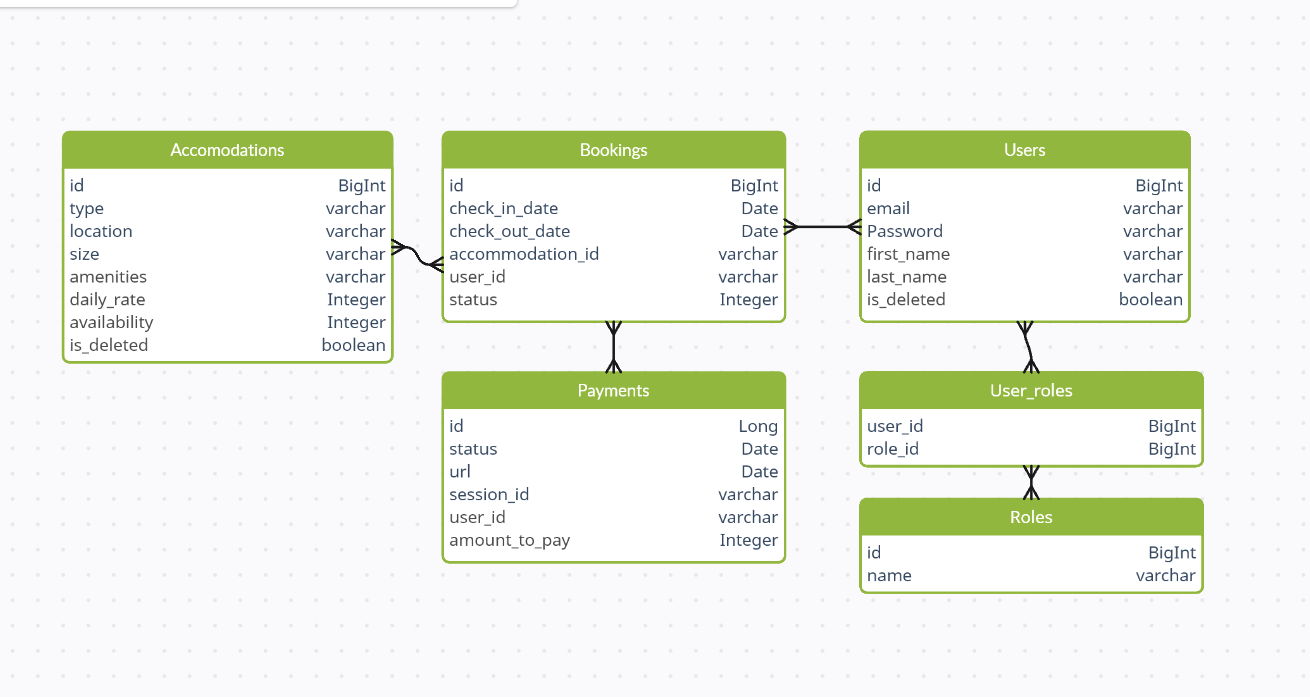 Accomodations
id BigInt
type varchar
location varchar
size varchar
amenities varchar
daily_rate Integer
availability Integer
is_deleted boolean
Bookings
id BigInt
check_in_date Date
check_out_date Date
accommodation_id varchar
user_id varchar
status Integer
Users
id BigInt
email varchar
Password varchar
first_name varchar
last_name varchar
is_deleted boolean
Payments
id Long
status Date
url Date
session_id varchar
user_id varchar
amount_to_pay Integer
User_roles
user_id BigInt
role_id BigInt
Roles
id BigInt
name varchar